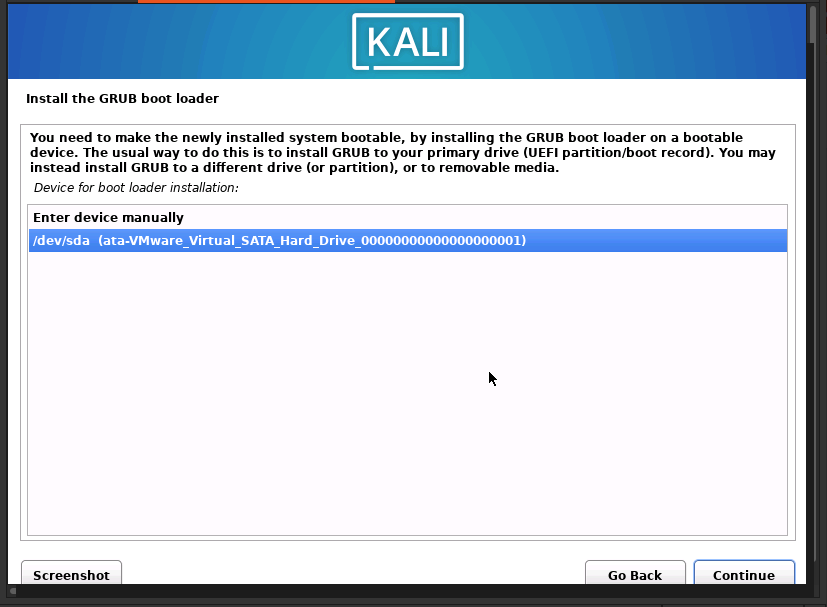 KALI
Install the GRUB boot loader
You need to make the newly installed system bootable, by installing the GRUB boot loader on a bootable
device. The usual way to do this is to install GRUB to your primary drive (UEFI partition/boot record). You may
instead install GRUB to a different drive (or partition), or to removable media.
Device for boot loader installation:
Enter device manually
/dev/sda  (ata-VMware_Virtual_SATA_Hard_Drive_00000000000000000001)
Screenshot
Go Back
Continue